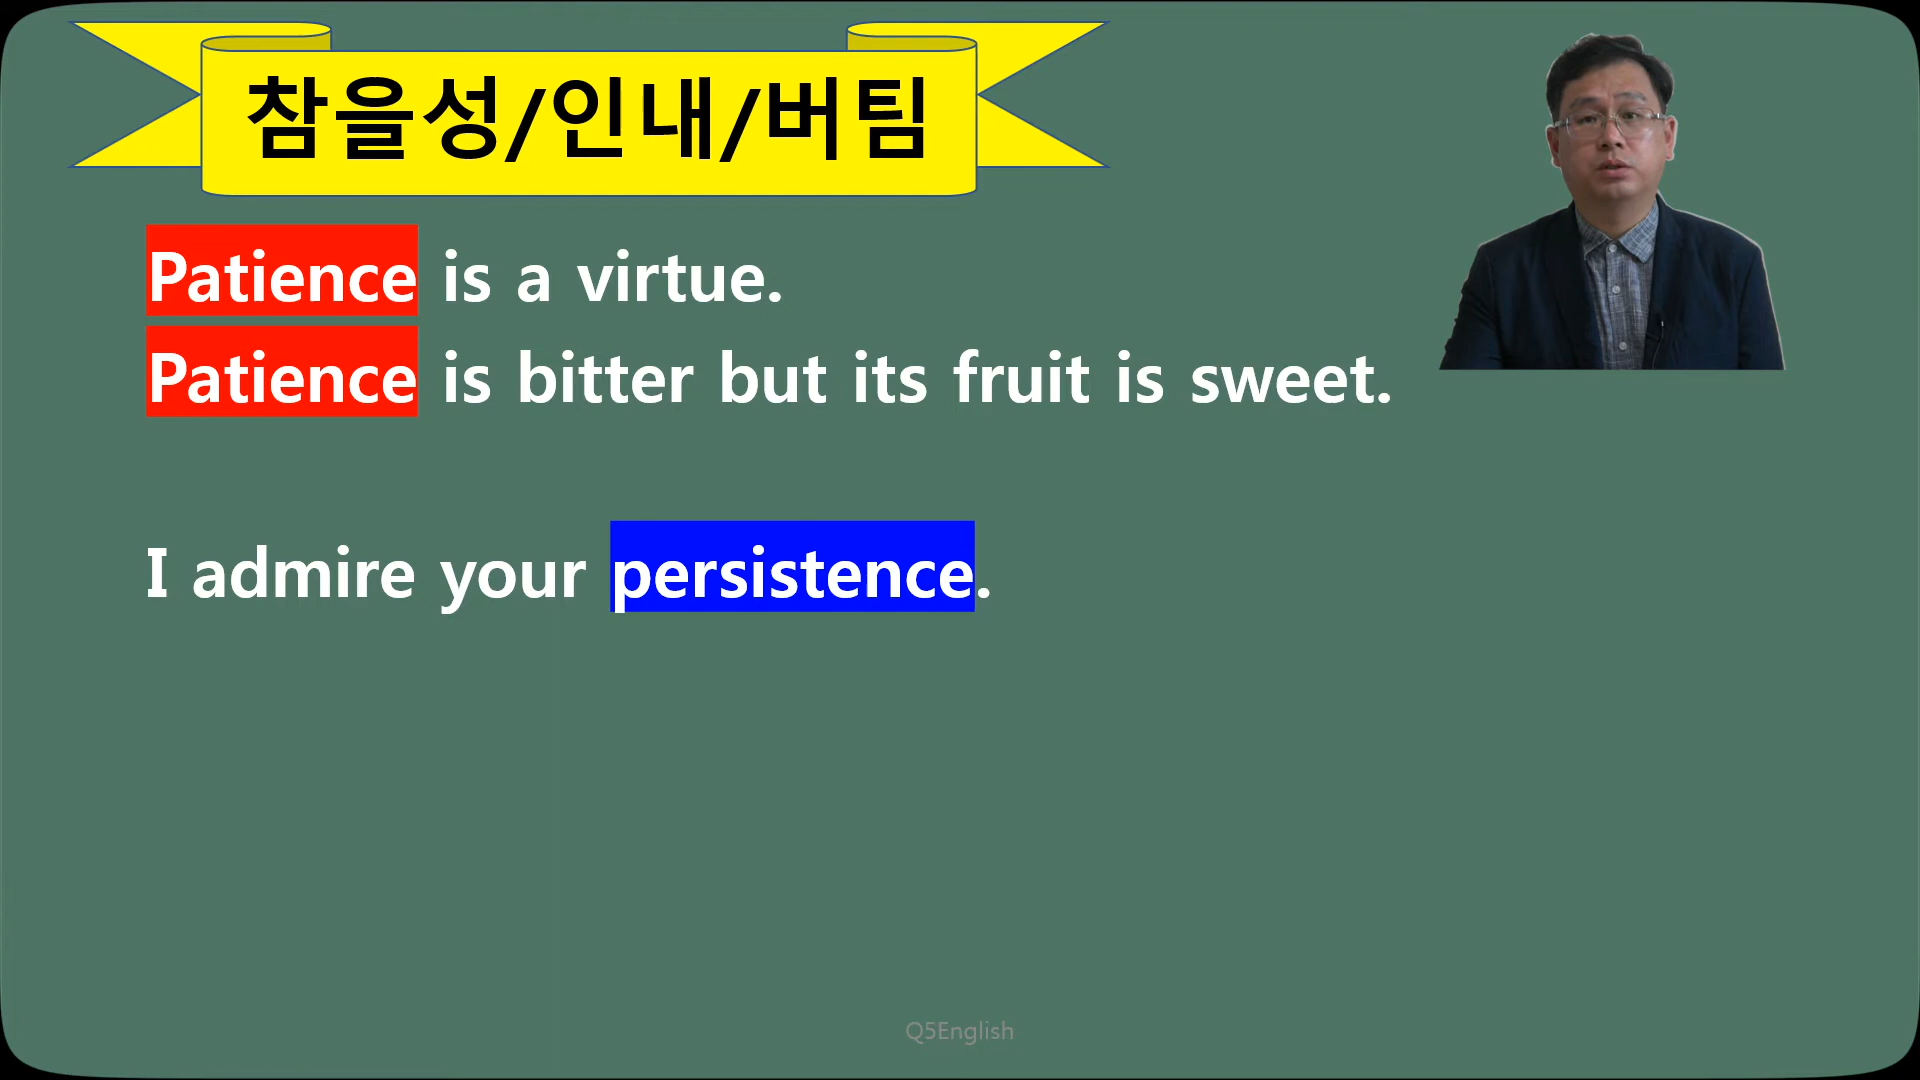 참을성/인내/버팀
Patience is a virtue.
Patience is bitter but its fruit is sweet.
I admire your persistence.
Q5English